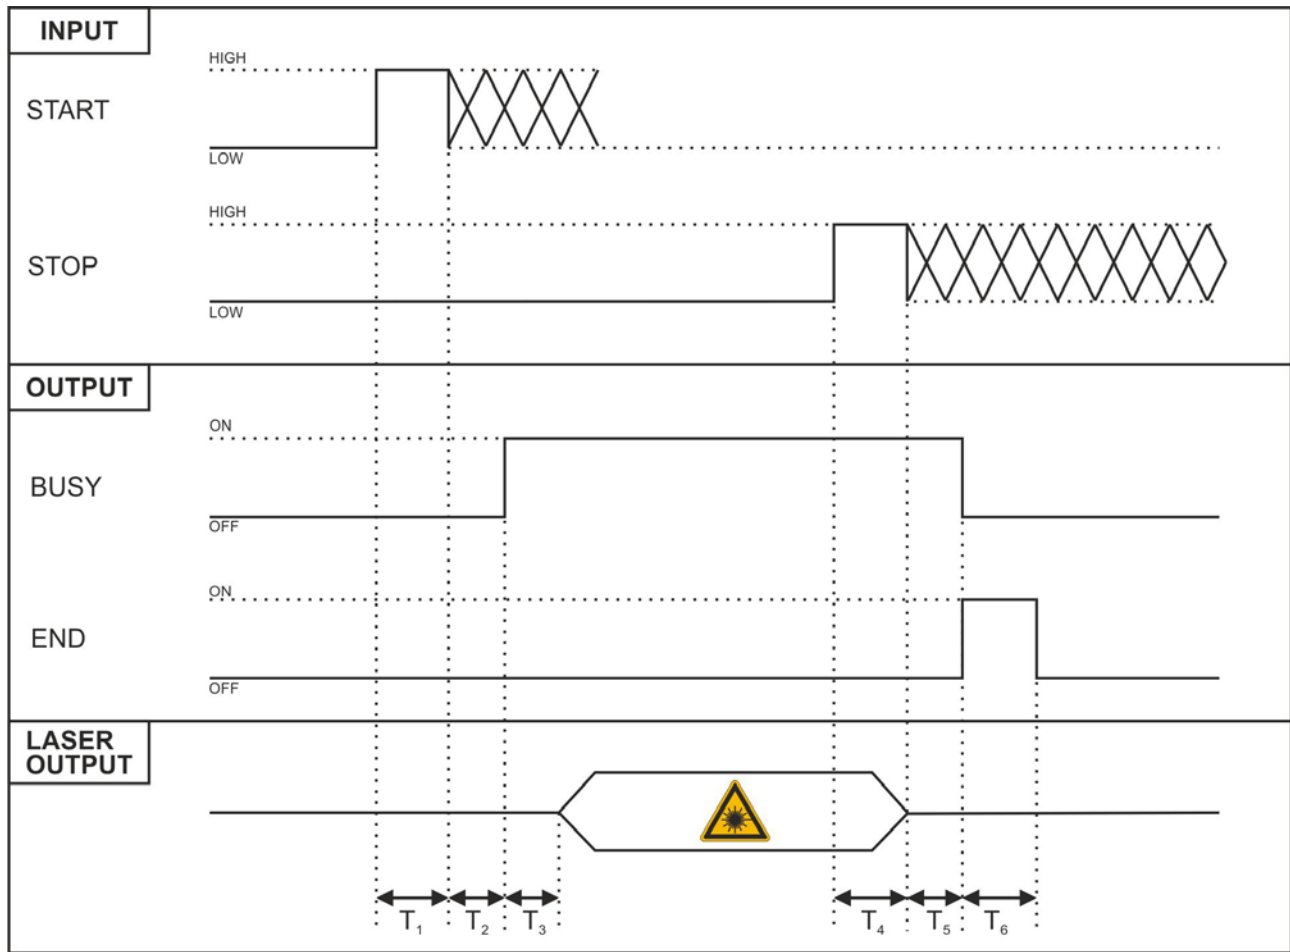 INPUT
HIGH
START
LOW
HIGH
STOP
LOW
OUTPUT
ON
BUSY
OFF
ON
END
OFF
LASER
OUTPUT
T₁ T₂ T₃ T₄ T₅ T₆